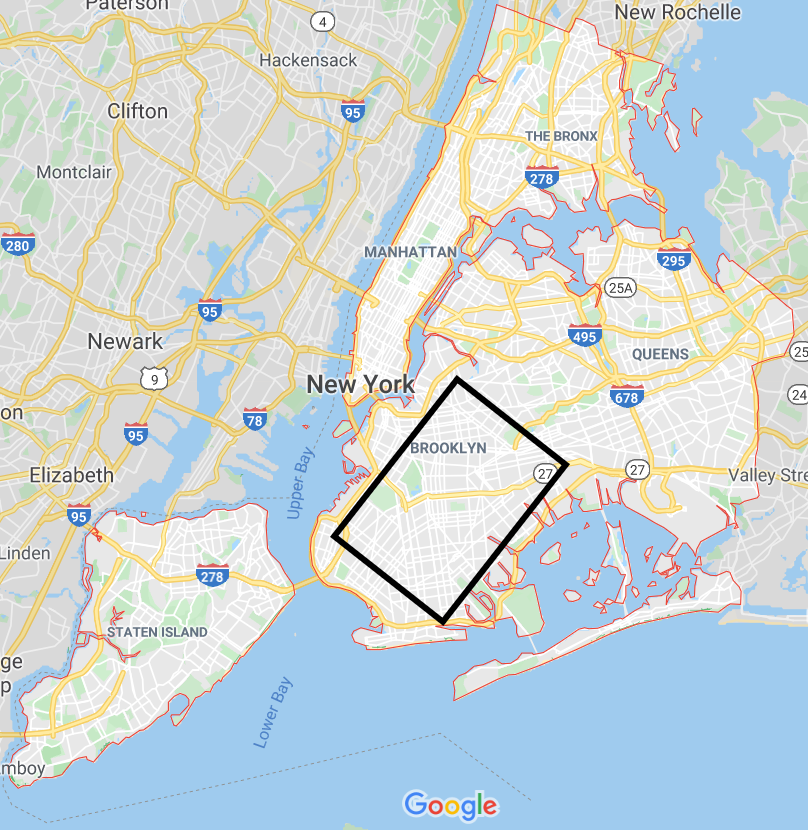 Paterson
New Rochelle
4
Hackensack
95
Clifton
THE BRONX
Montclair
278
280
MANHATTAN
295
25A
95
495
Newark
QUEENS
25
9
New York
678
24
on
78
95
BROOKLYN
Elizabeth
27
27
Valley Stre
Upper Bay
95
Linden
278
STATEN ISLAND
ge
p
Lower Bay
mboy
Google